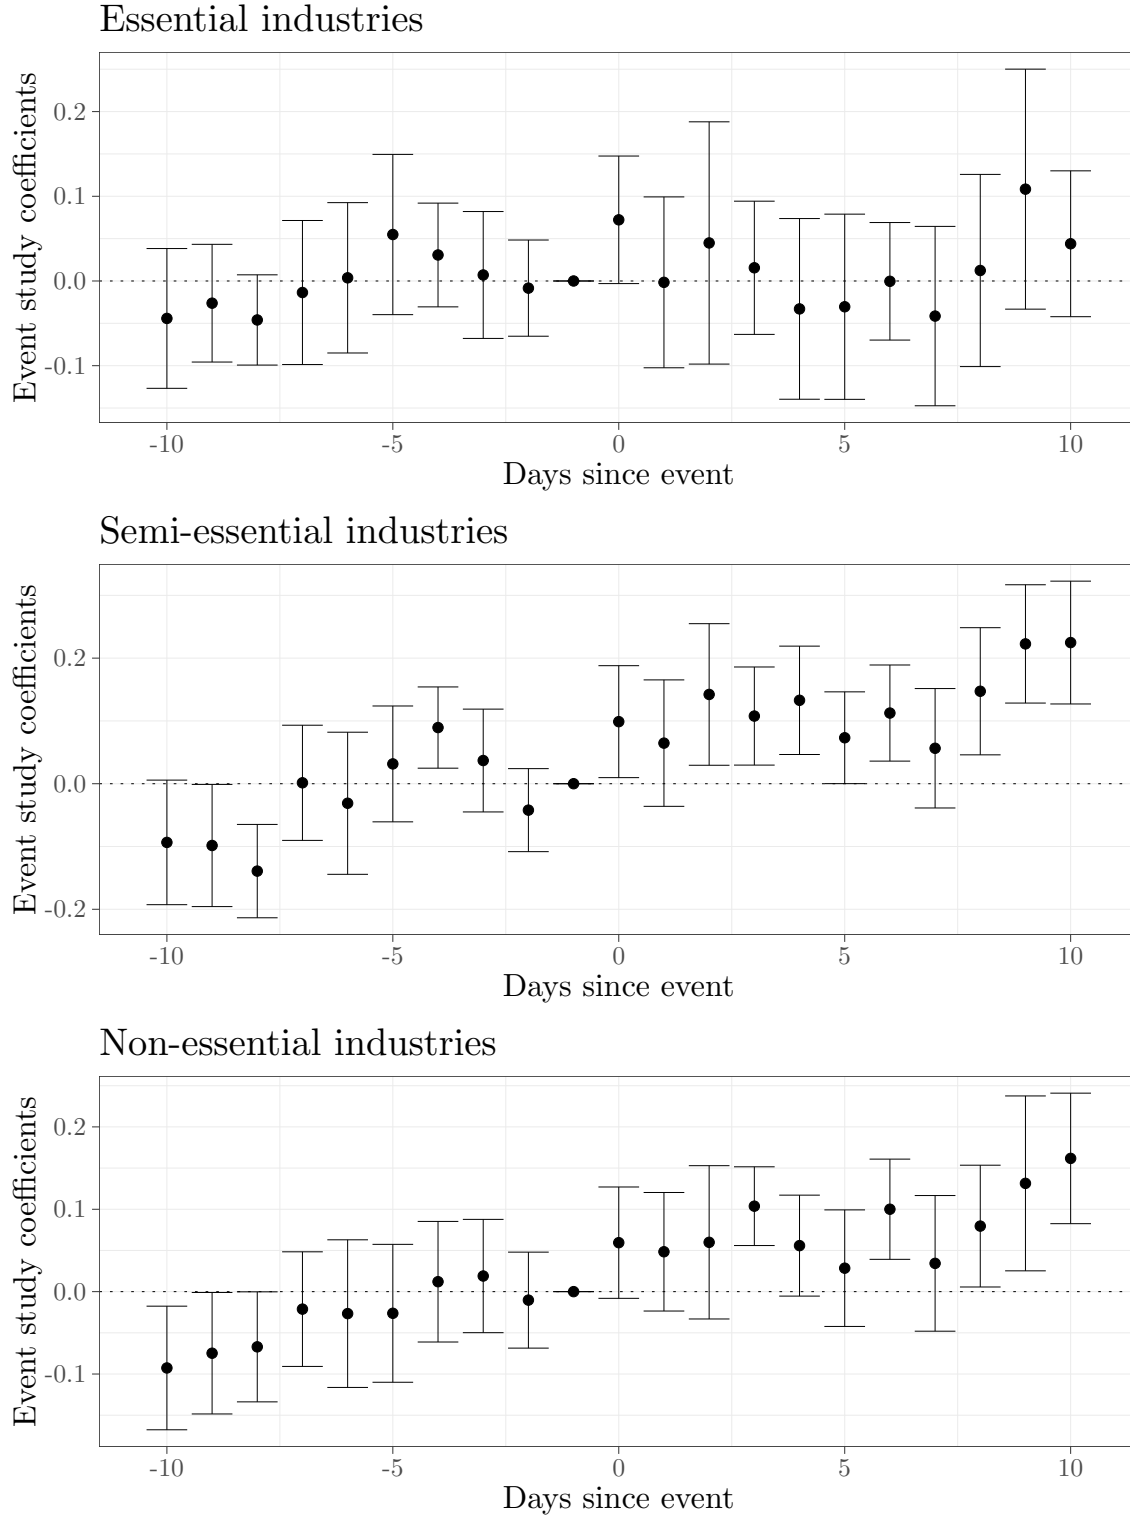 Essential industries
Event study coefficients
0.2
0.1
0.0
-0.1
-10 -5 0 5 10
Days since event
Semi-essential industries
Event study coefficients
0.2
0.0
-0.2
-10 -5 0 5 10
Days since event
Non-essential industries
Event study coefficients
0.2
0.1
0.0
-0.1
-10 -5 0 5 10
Days since event